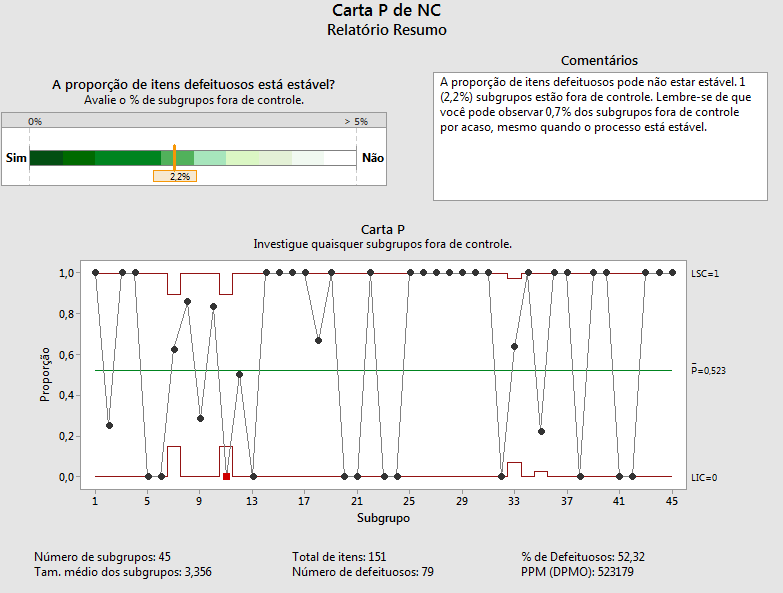 Carta P de NC
Relatório Resumo
A proporção de itens defeituosos está estável?
Avalie o % de subgrupos fora de controle.
0% > 5%
Sim Não
2,2%
Comentários
A proporção de itens defeituosos pode não estar estável. 1
(2,2%) subgrupos estão fora de controle. Lembre-se de que
você pode observar 0,7% dos subgrupos fora de controle
por acaso, mesmo quando o processo está estável.
Carta P
Investigue quaisquer subgrupos fora de controle.
1,0
0,8
0,6
0,4
0,2
0,0
Proporção
LSC=1
P̅=0,523
LIC=0
1 5 9 13 17 21 25 29 33 37 41 45
Subgrupo
Número de subgrupos: 45
Tam. médio dos subgrupos: 3,356
Total de itens: 151
Número de defeituosos: 79
% de Defeituosos: 52,32
PPM (DPMO): 523179